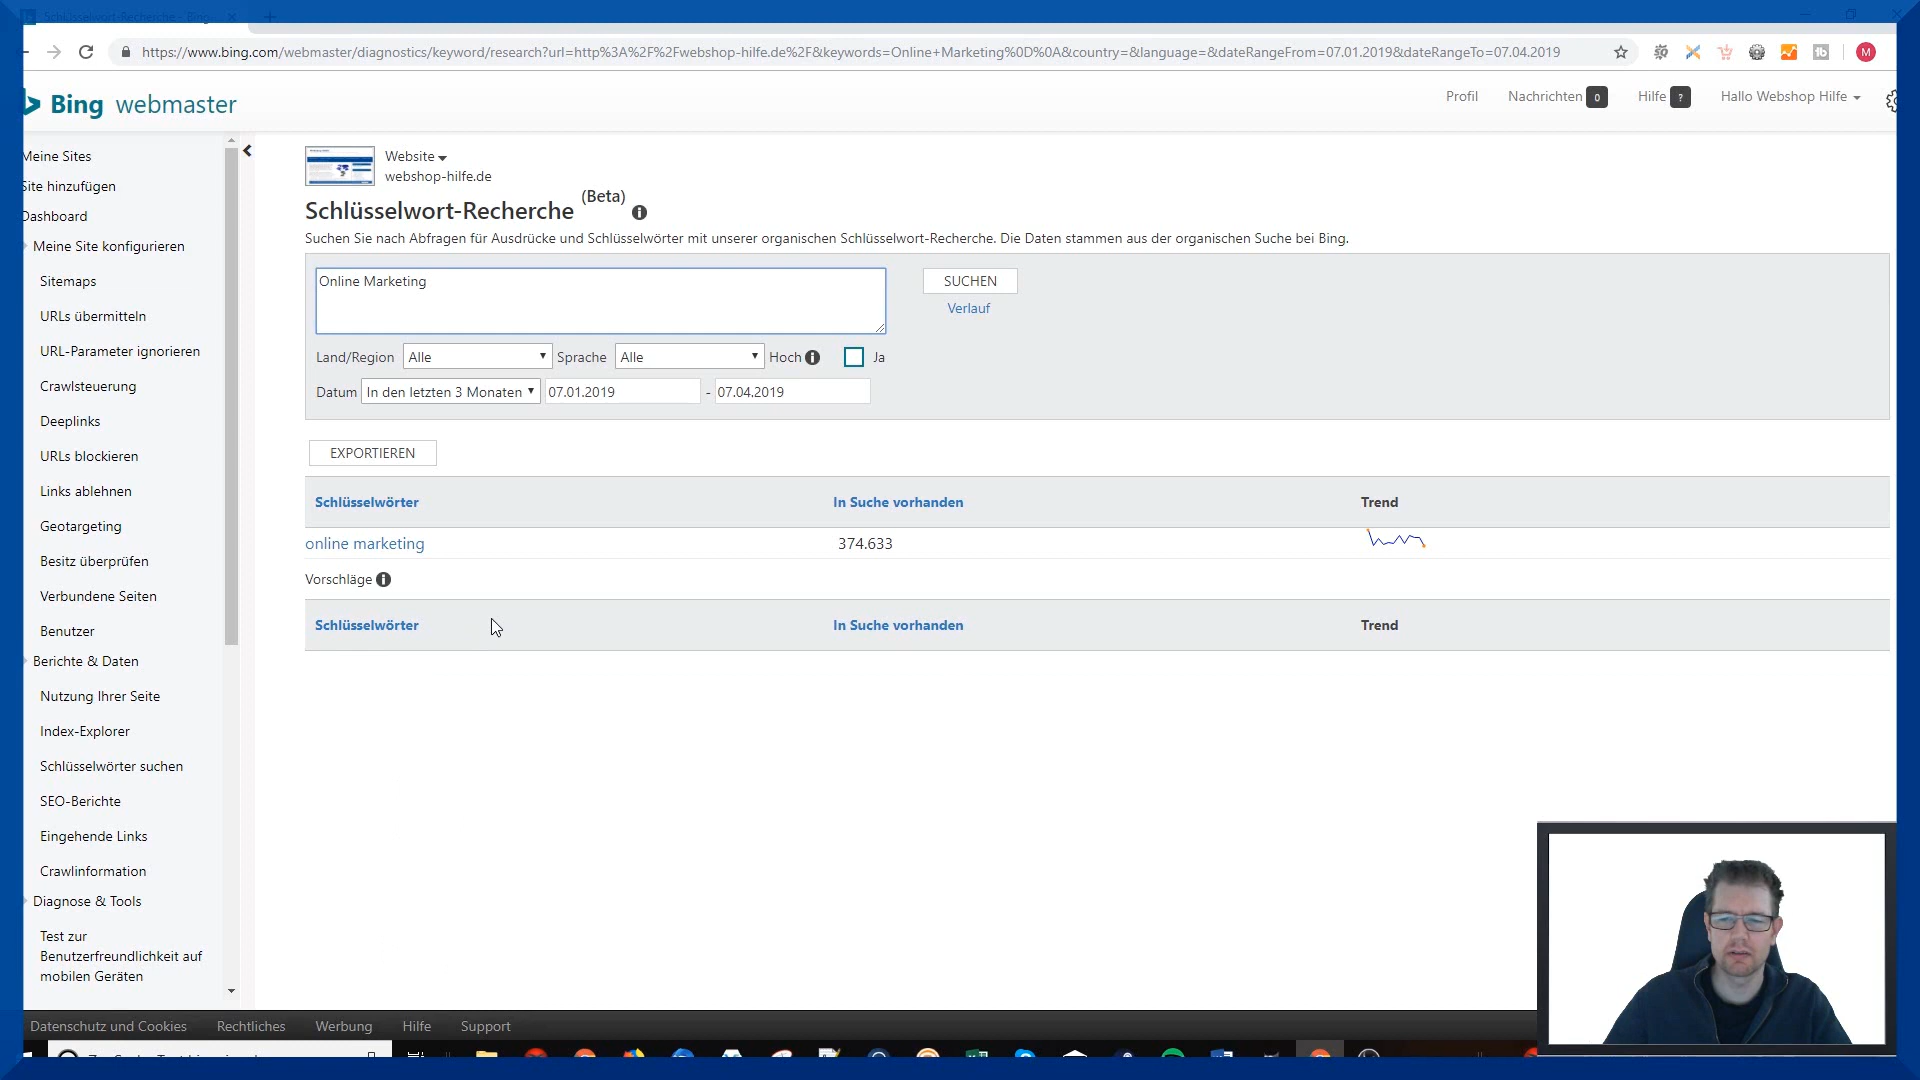 Schlüsselwort-Recherche - Bing
https://www.bing.com/webmaster/diagnostics/keyword/research?url=http%3A%2F%2Fwebshop-hilfe.de%2F&keywords=Online+Marketing%0D%0A&country=&language=&dateRangeFrom=07.01.2019&dateRangeTo=07.04.2019
M
Bing webmaster
Profil
Nachrichten 0
Hilfe ?
Hallo Webshop Hilfe
Meine Sites
Site hinzufügen
Dashboard
Meine Site konfigurieren
Sitemaps
URLs übermitteln
URL-Parameter ignorieren
Crawlsteuerung
Deeplinks
URLs blockieren
Links ablehnen
Geotargeting
Besitz überprüfen
Verbundene Seiten
Benutzer
Berichte & Daten
Nutzung Ihrer Seite
Index-Explorer
Schlüsselwörter suchen
SEO-Berichte
Eingehende Links
Crawlinformation
Diagnose & Tools
Test zur
Benutzerfreundlichkeit auf
mobilen Geräten
Website
webshop-hilfe.de
Schlüsselwort-Recherche (Beta)
Suchen Sie nach Abfragen für Ausdrücke und Schlüsselwörter mit unserer organischen Schlüsselwort-Recherche. Die Daten stammen aus der organischen Suche bei Bing.
Online Marketing
SUCHEN
Verlauf
Land/Region Alle Sprache Alle Hoch Ja
Datum In den letzten 3 Monaten 07.01.2019 - 07.04.2019
EXPORTIEREN
Schlüsselwörter In Suche vorhanden Trend
online marketing 374.633
Vorschläge
Schlüsselwörter In Suche vorhanden Trend
Datenschutz und Cookies Rechtliches Werbung Hilfe Support